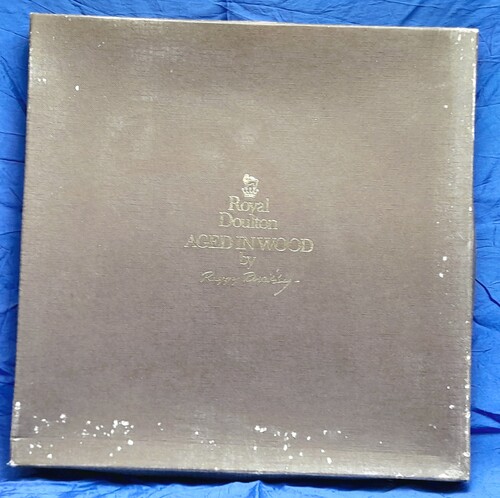 Royal
Doulton
AGED IN WOOD
by